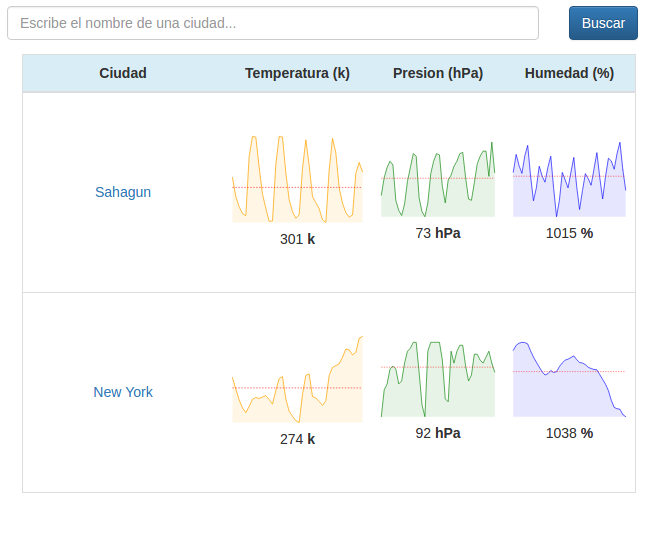 Escribe el nombre de una ciudad... Buscar
Ciudad Temperatura (k) Presion (hPa) Humedad (%)
Sahagun 301 k 73 hPa 1015 %
New York 274 k 92 hPa 1038 %